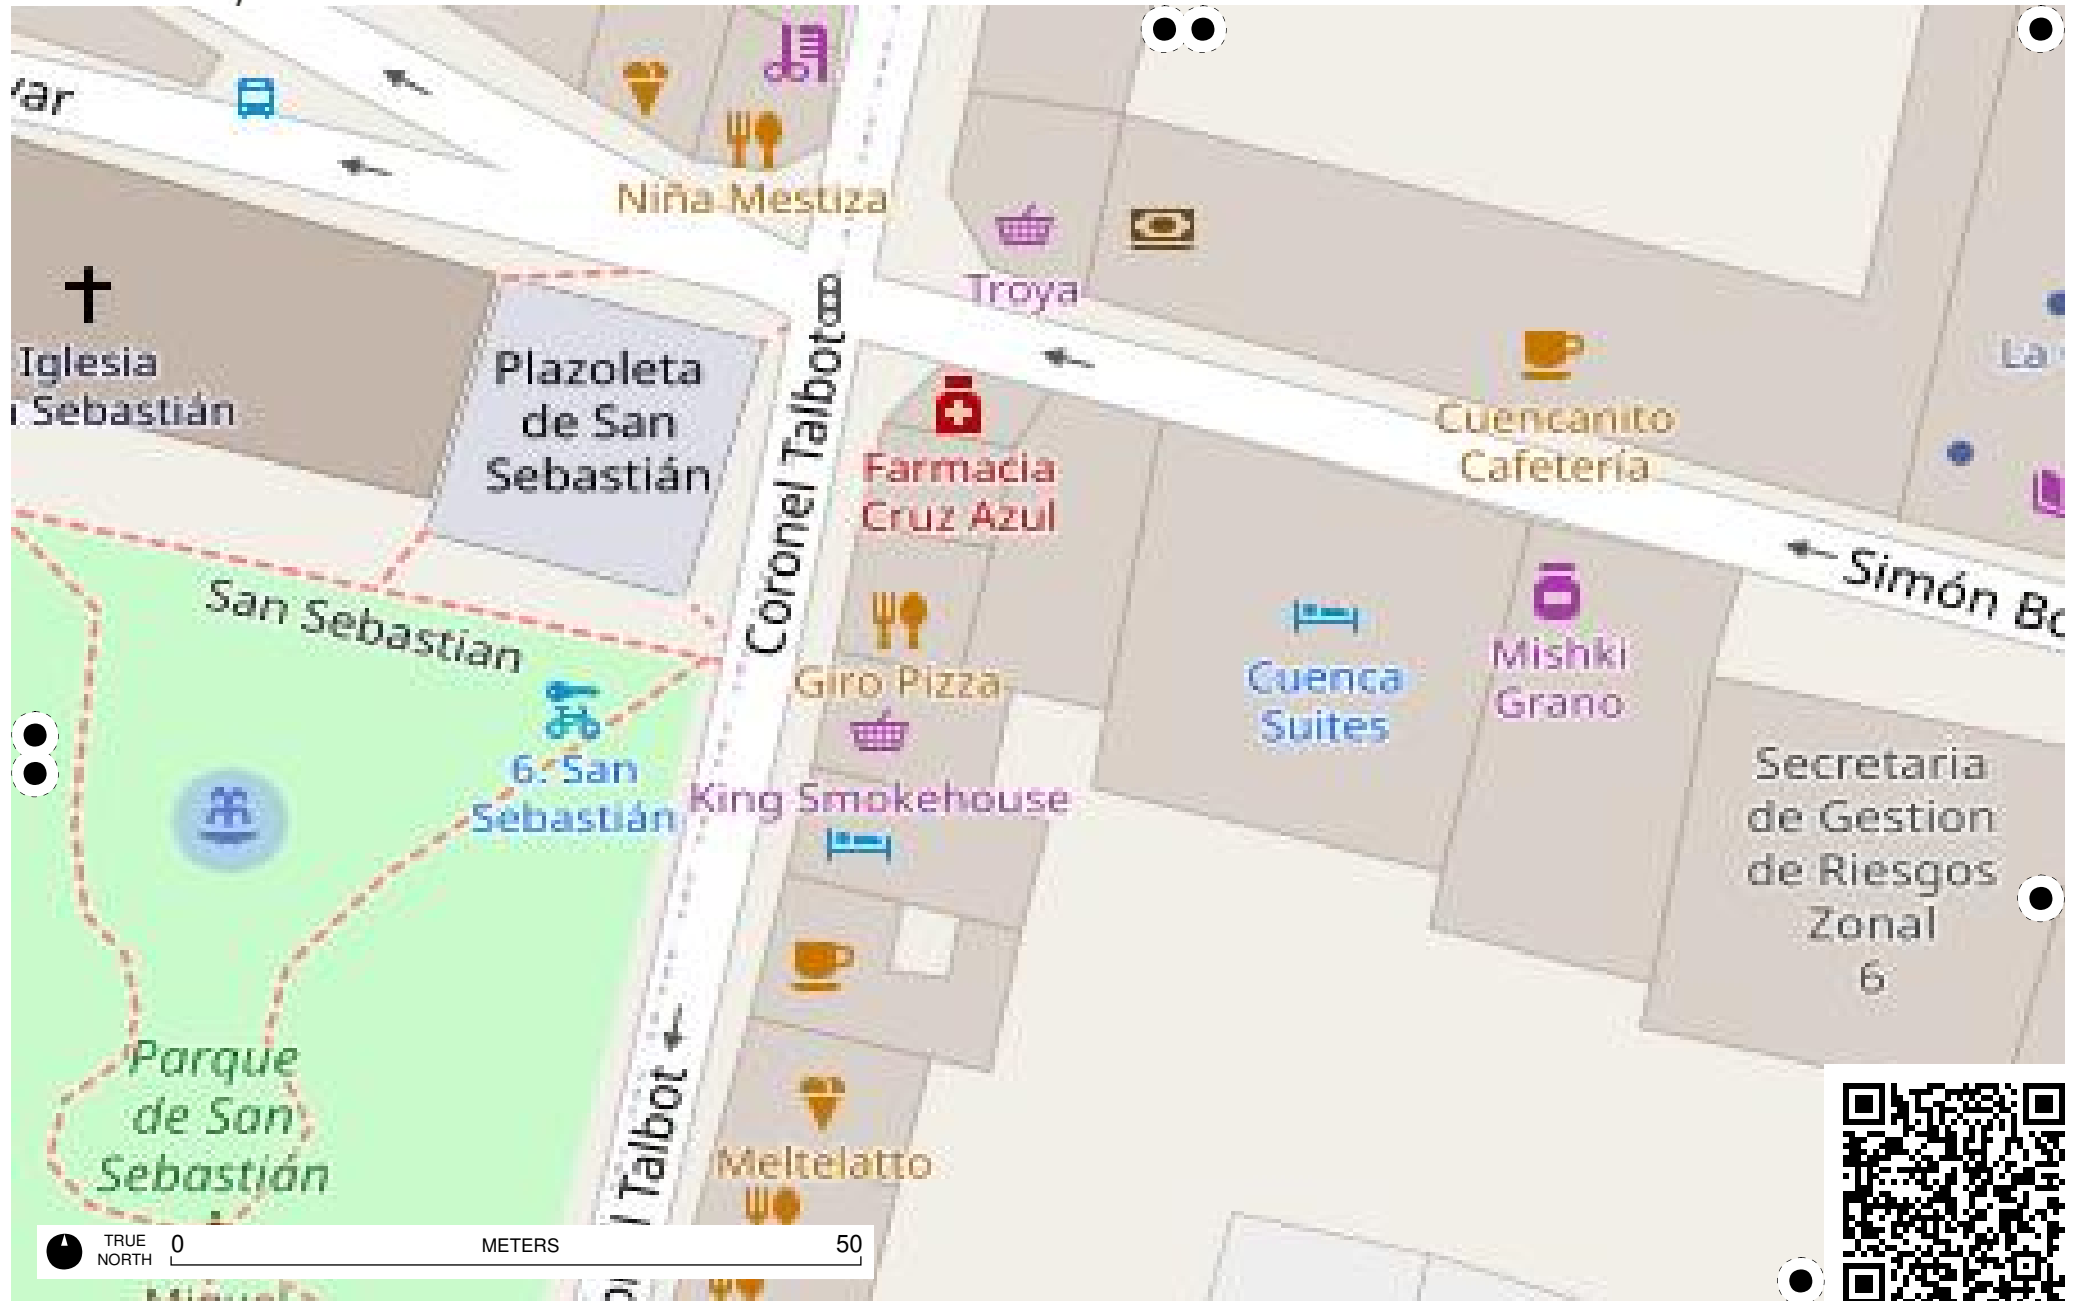 Niña Mestiza
Troya
Iglesia
Sebastián
Plazoleta
de San
Sebastián
Coronel Talbot
Farmacia
Cruz Azul
Cuencanito
Cafetería
La
Simón
San Sebastian
Giro Pizza
Cuenca
Suites
Mishki
Grano
6. San
Sebastián
King Smokehouse
Secretaria
de Gestion
de Riesgos
Zonal
6
Parque
de San
Sebastián
Talbot
Meltelatto
TRUE
NORTH
0
METERS
50